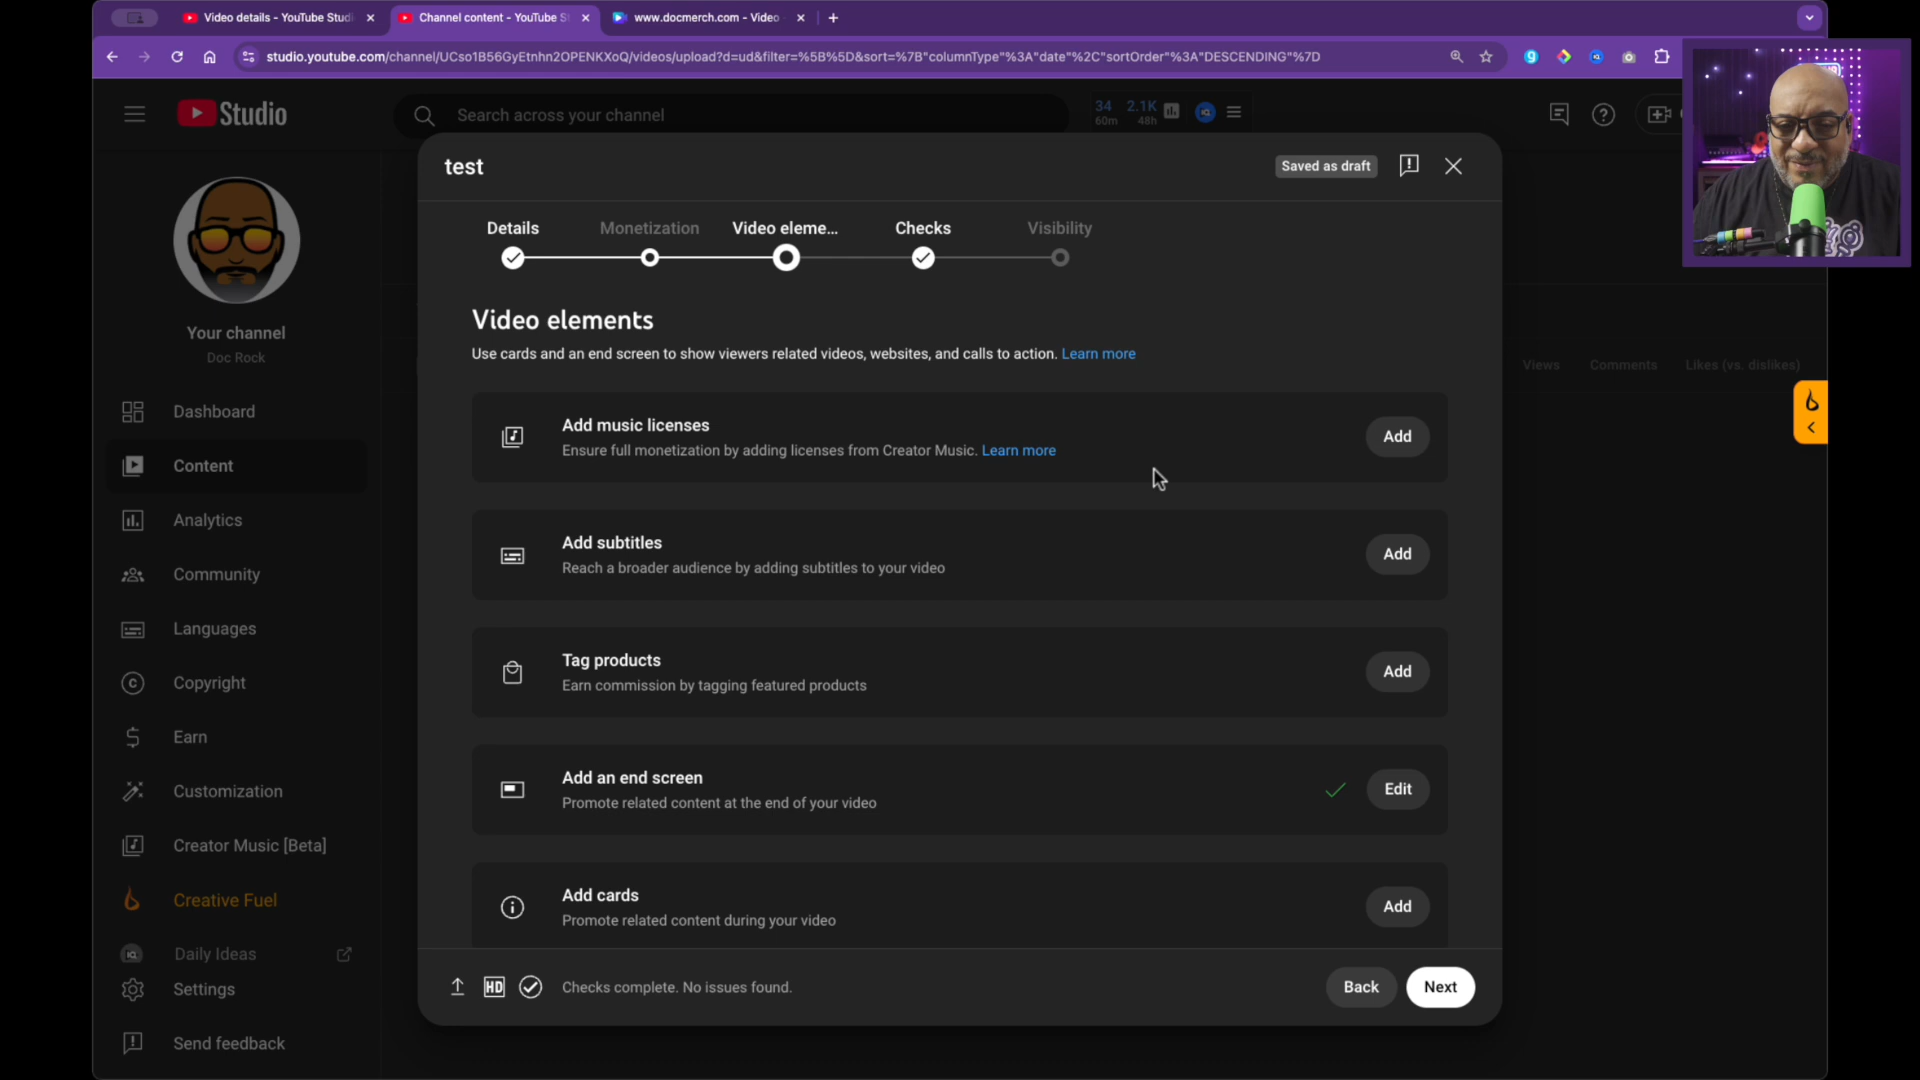 Video details - YouTube Studi
Channel content - YouTube S
www.docmerch.com - Video
studio.youtube.com/channel/UCso1B56GyEtnhn2OPENKXoQ/videos/upload?d=ud&filter=%5B%5D&sort=%7B"columnType"%3A"date"%2C"sortOrder"%3A"DESCENDING"%7D
Studio
Search across your channel
34 2.1K
60m 48h
test
Saved as draft
Details
Monetization
Video eleme...
Checks
Visibility
Video elements
Use cards and an end screen to show viewers related videos, websites, and calls to action. Learn more
Add music licenses
Ensure full monetization by adding licenses from Creator Music. Learn more
Add
Add subtitles
Reach a broader audience by adding subtitles to your video
Add
Tag products
Earn commission by tagging featured products
Add
Add an end screen
Promote related content at the end of your video
Edit
Add cards
Promote related content during your video
Add
HD
Checks complete. No issues found.
Back
Next
Your channel
Doc Rock
Dashboard
Content
Analytics
Community
Languages
Copyright
Earn
Customization
Creator Music [Beta]
Creative Fuel
Daily Ideas
Settings
Send feedback
Views
Comments
Likes (vs. dislikes)